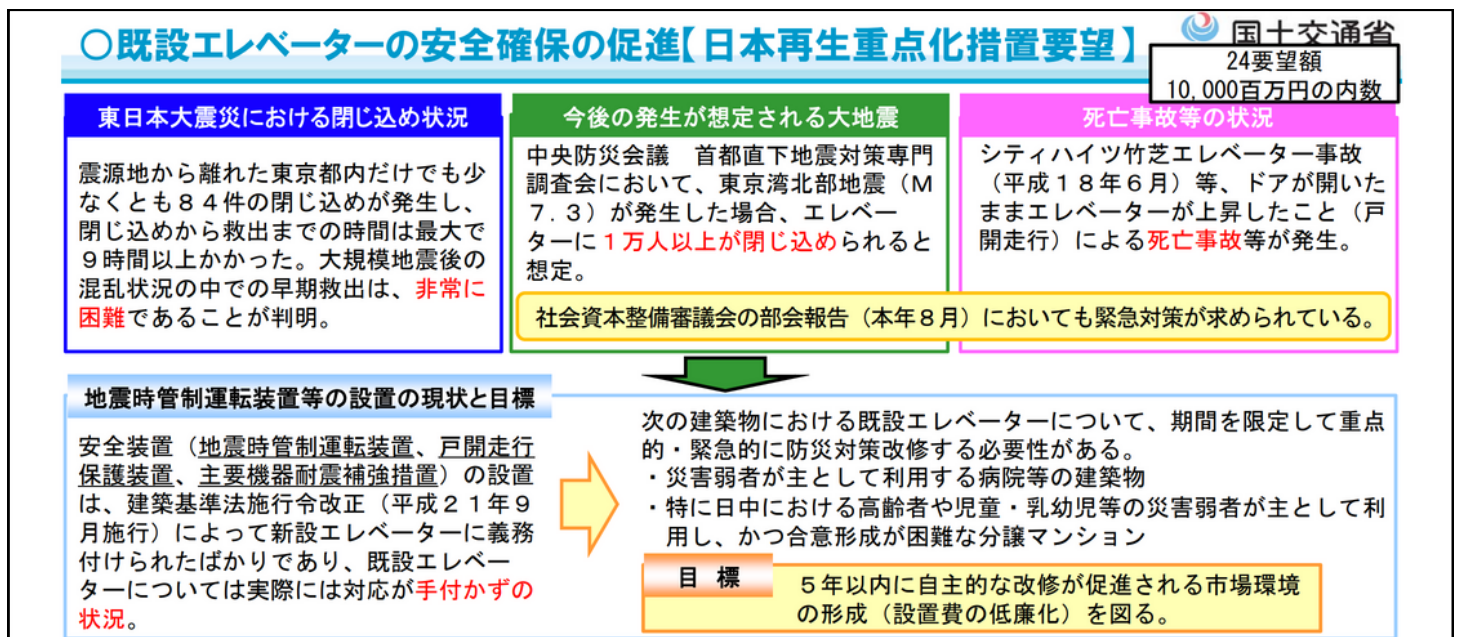 ○既設エレベーターの安全確保の促進【日本再生重点化措置要望】
国土交通省
24要望額
10,000百万円の内数
東日本大震災における閉じ込め状況
震源地から離れた東京都内だけでも少
なくとも８４件の閉じ込めが発生し、
閉じ込めから救出までの時間は最大で
９時間以上かかった。大規模地震後の
混乱状況の中での早期救出は、非常に
困難であることが判明。
今後の発生が想定される大地震
中央防災会議　首都直下地震対策専門
調査会において、東京湾北部地震（Ｍ
７．３）が発生した場合、エレベー
ターに１万人以上が閉じ込められると
想定。
死亡事故等の状況
シティハイツ竹芝エレベーター事故
（平成１８年６月）等、ドアが開いた
ままエレベーターが上昇したこと（戸
開走行）による死亡事故等が発生。
社会資本整備審議会の部会報告（本年８月）においても緊急対策が求められている。
地震時管制運転装置等の設置の現状と目標
安全装置（地震時管制運転装置、戸開走行
保護装置、主要機器耐震補強措置）の設置
は、建築基準法施行令改正（平成２１年９
月施行）によって新設エレベーターに義務
付けられたばかりであり、既設エレベー
ターについては実際には対応が手付かずの
状況。
次の建築物における既設エレベーターについて、期間を限定して重点
的・緊急的に防災対策改修する必要性がある。
・災害弱者が主として利用する病院等の建築物
・特に日中における高齢者や児童・乳幼児等の災害弱者が主として利
用し、かつ合意形成が困難な分譲マンション
目　標
５年以内に自主的な改修が促進される市場環境
の形成（設置費の低廉化）を図る。